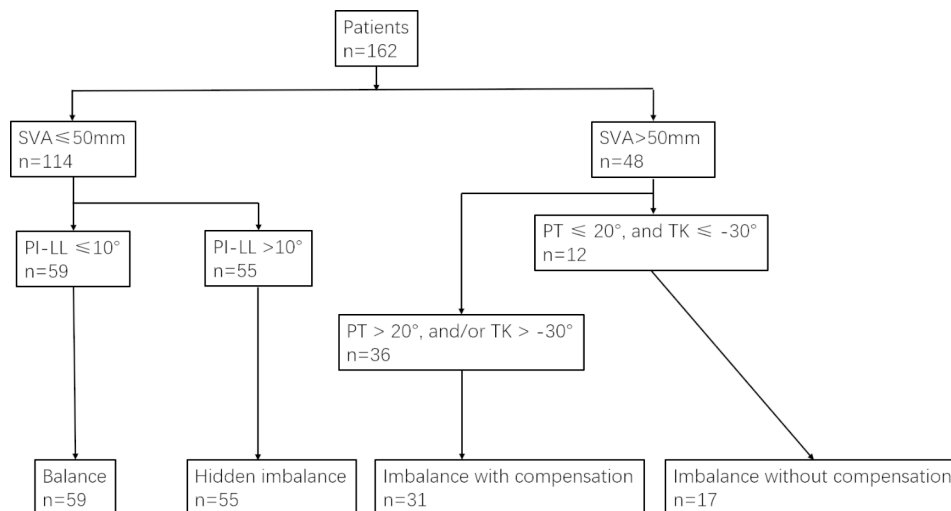 Patients
n=162
SVA≤50mm
n=114
SVA>50mm
n=48
PI-LL ≤10°
n=59
PI-LL >10°
n=55
PT ≤ 20°, and TK ≤ -30°
n=12
PT > 20°, and/or TK > -30°
n=36
Balance
n=59
Hidden imbalance
n=55
Imbalance with compensation
n=31
Imbalance without compensation
n=17